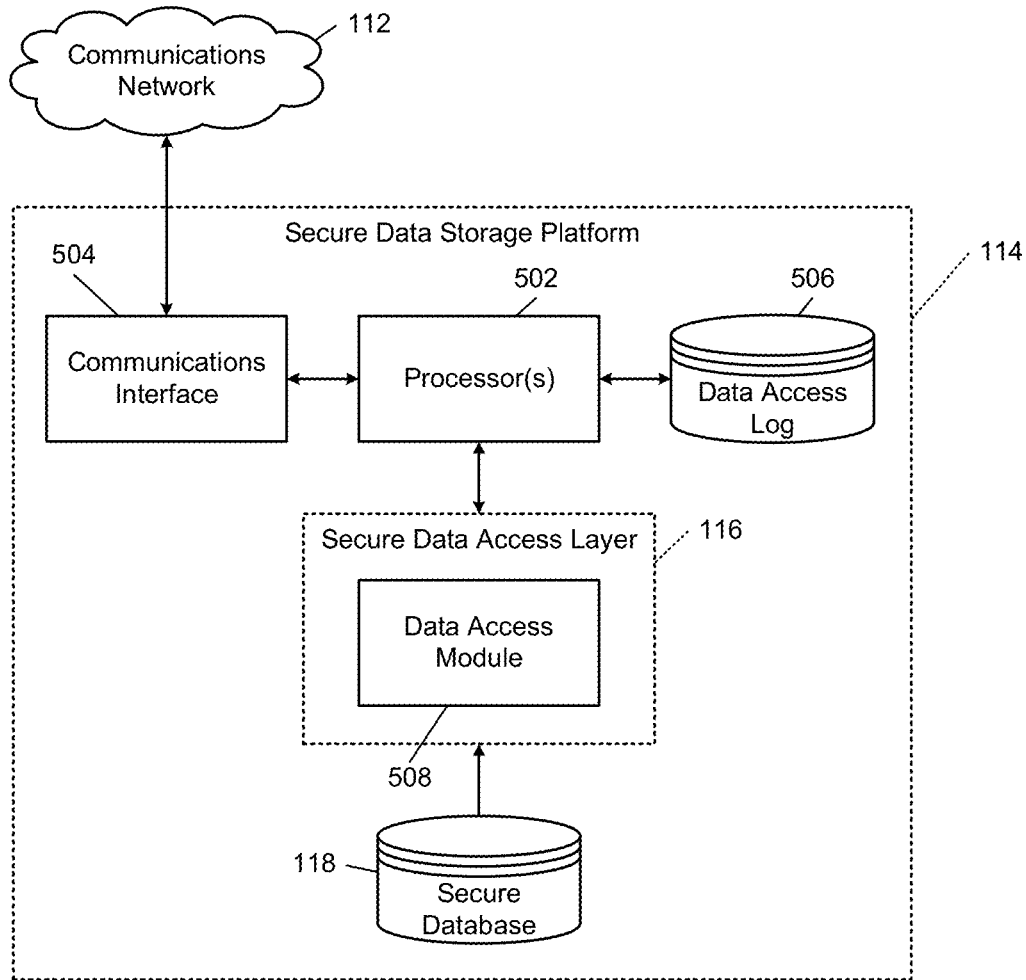 112
Communications
Network
Secure Data Storage Platform
114
504
502
506
Communications
Interface
Processor(s)
Data Access
Log
Secure Data Access Layer
116
Data Access
Module
508
118
Secure
Database